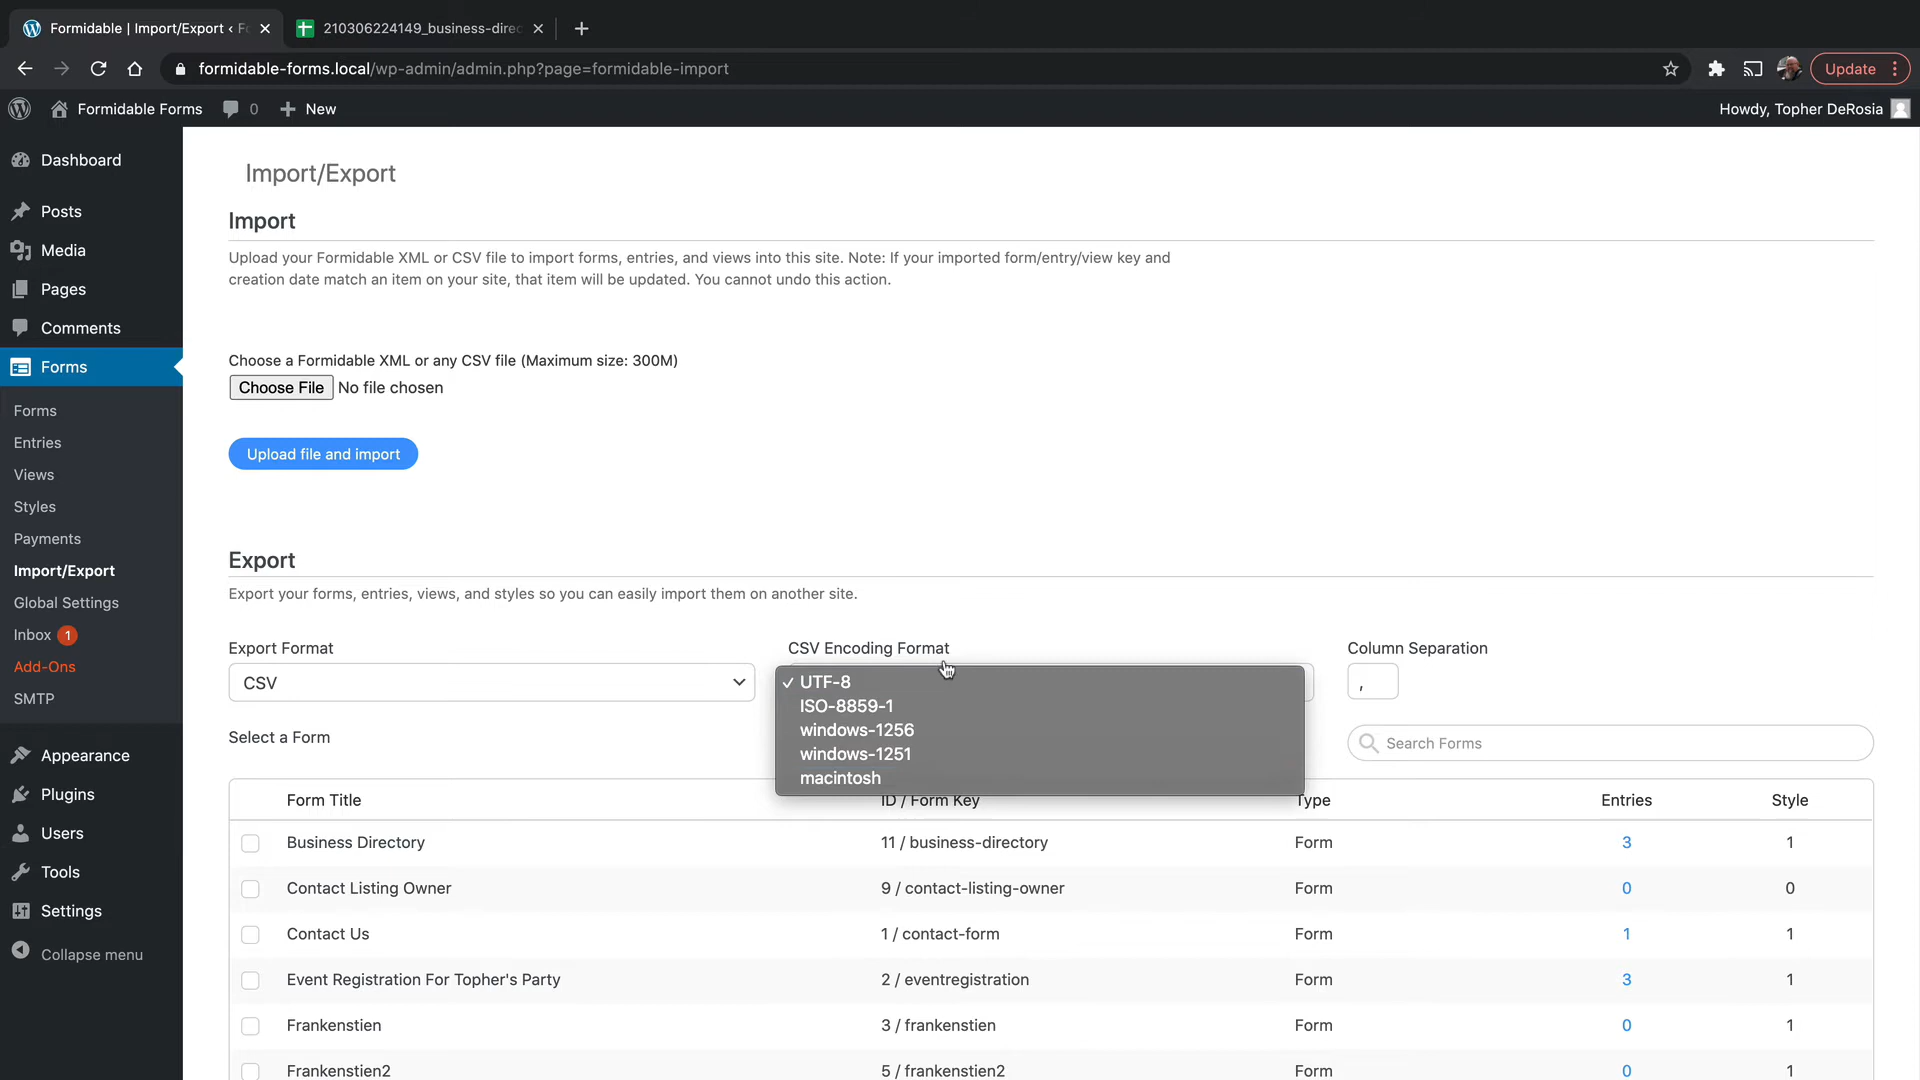 Formidable | Import/Export ‹ Fo
210306224149_business-direc
formidable-forms.local/wp-admin/admin.php?page=formidable-import
Update
Formidable Forms
0
New
Howdy, Topher DeRosia
Dashboard
Posts
Media
Pages
Comments
Forms
Forms
Entries
Views
Styles
Payments
Import/Export
Global Settings
Inbox 1
Add-Ons
SMTP
Appearance
Plugins
Users
Tools
Settings
Collapse menu
Import/Export
Import
Upload your Formidable XML or CSV file to import forms, entries, and views into this site. Note: If your imported form/entry/view key and
creation date match an item on your site, that item will be updated. You cannot undo this action.
Choose a Formidable XML or any CSV file (Maximum size: 300M)
Choose File No file chosen
Upload file and import
Export
Export your forms, entries, views, and styles so you can easily import them on another site.
Export Format
CSV
CSV Encoding Format
✓ UTF-8
ISO-8859-1
windows-1256
windows-1251
macintosh
Column Separation
,
Select a Form
Search Forms
Form Title ID / Form Key Type Entries Style
Business Directory 11 / business-directory Form 3 1
Contact Listing Owner 9 / contact-listing-owner Form 0 0
Contact Us 1 / contact-form Form 1 1
Event Registration For Topher's Party 2 / eventregistration Form 3 1
Frankenstien 3 / frankenstien Form 0 1
Frankenstien2 5 / frankenstien2 Form 0 1